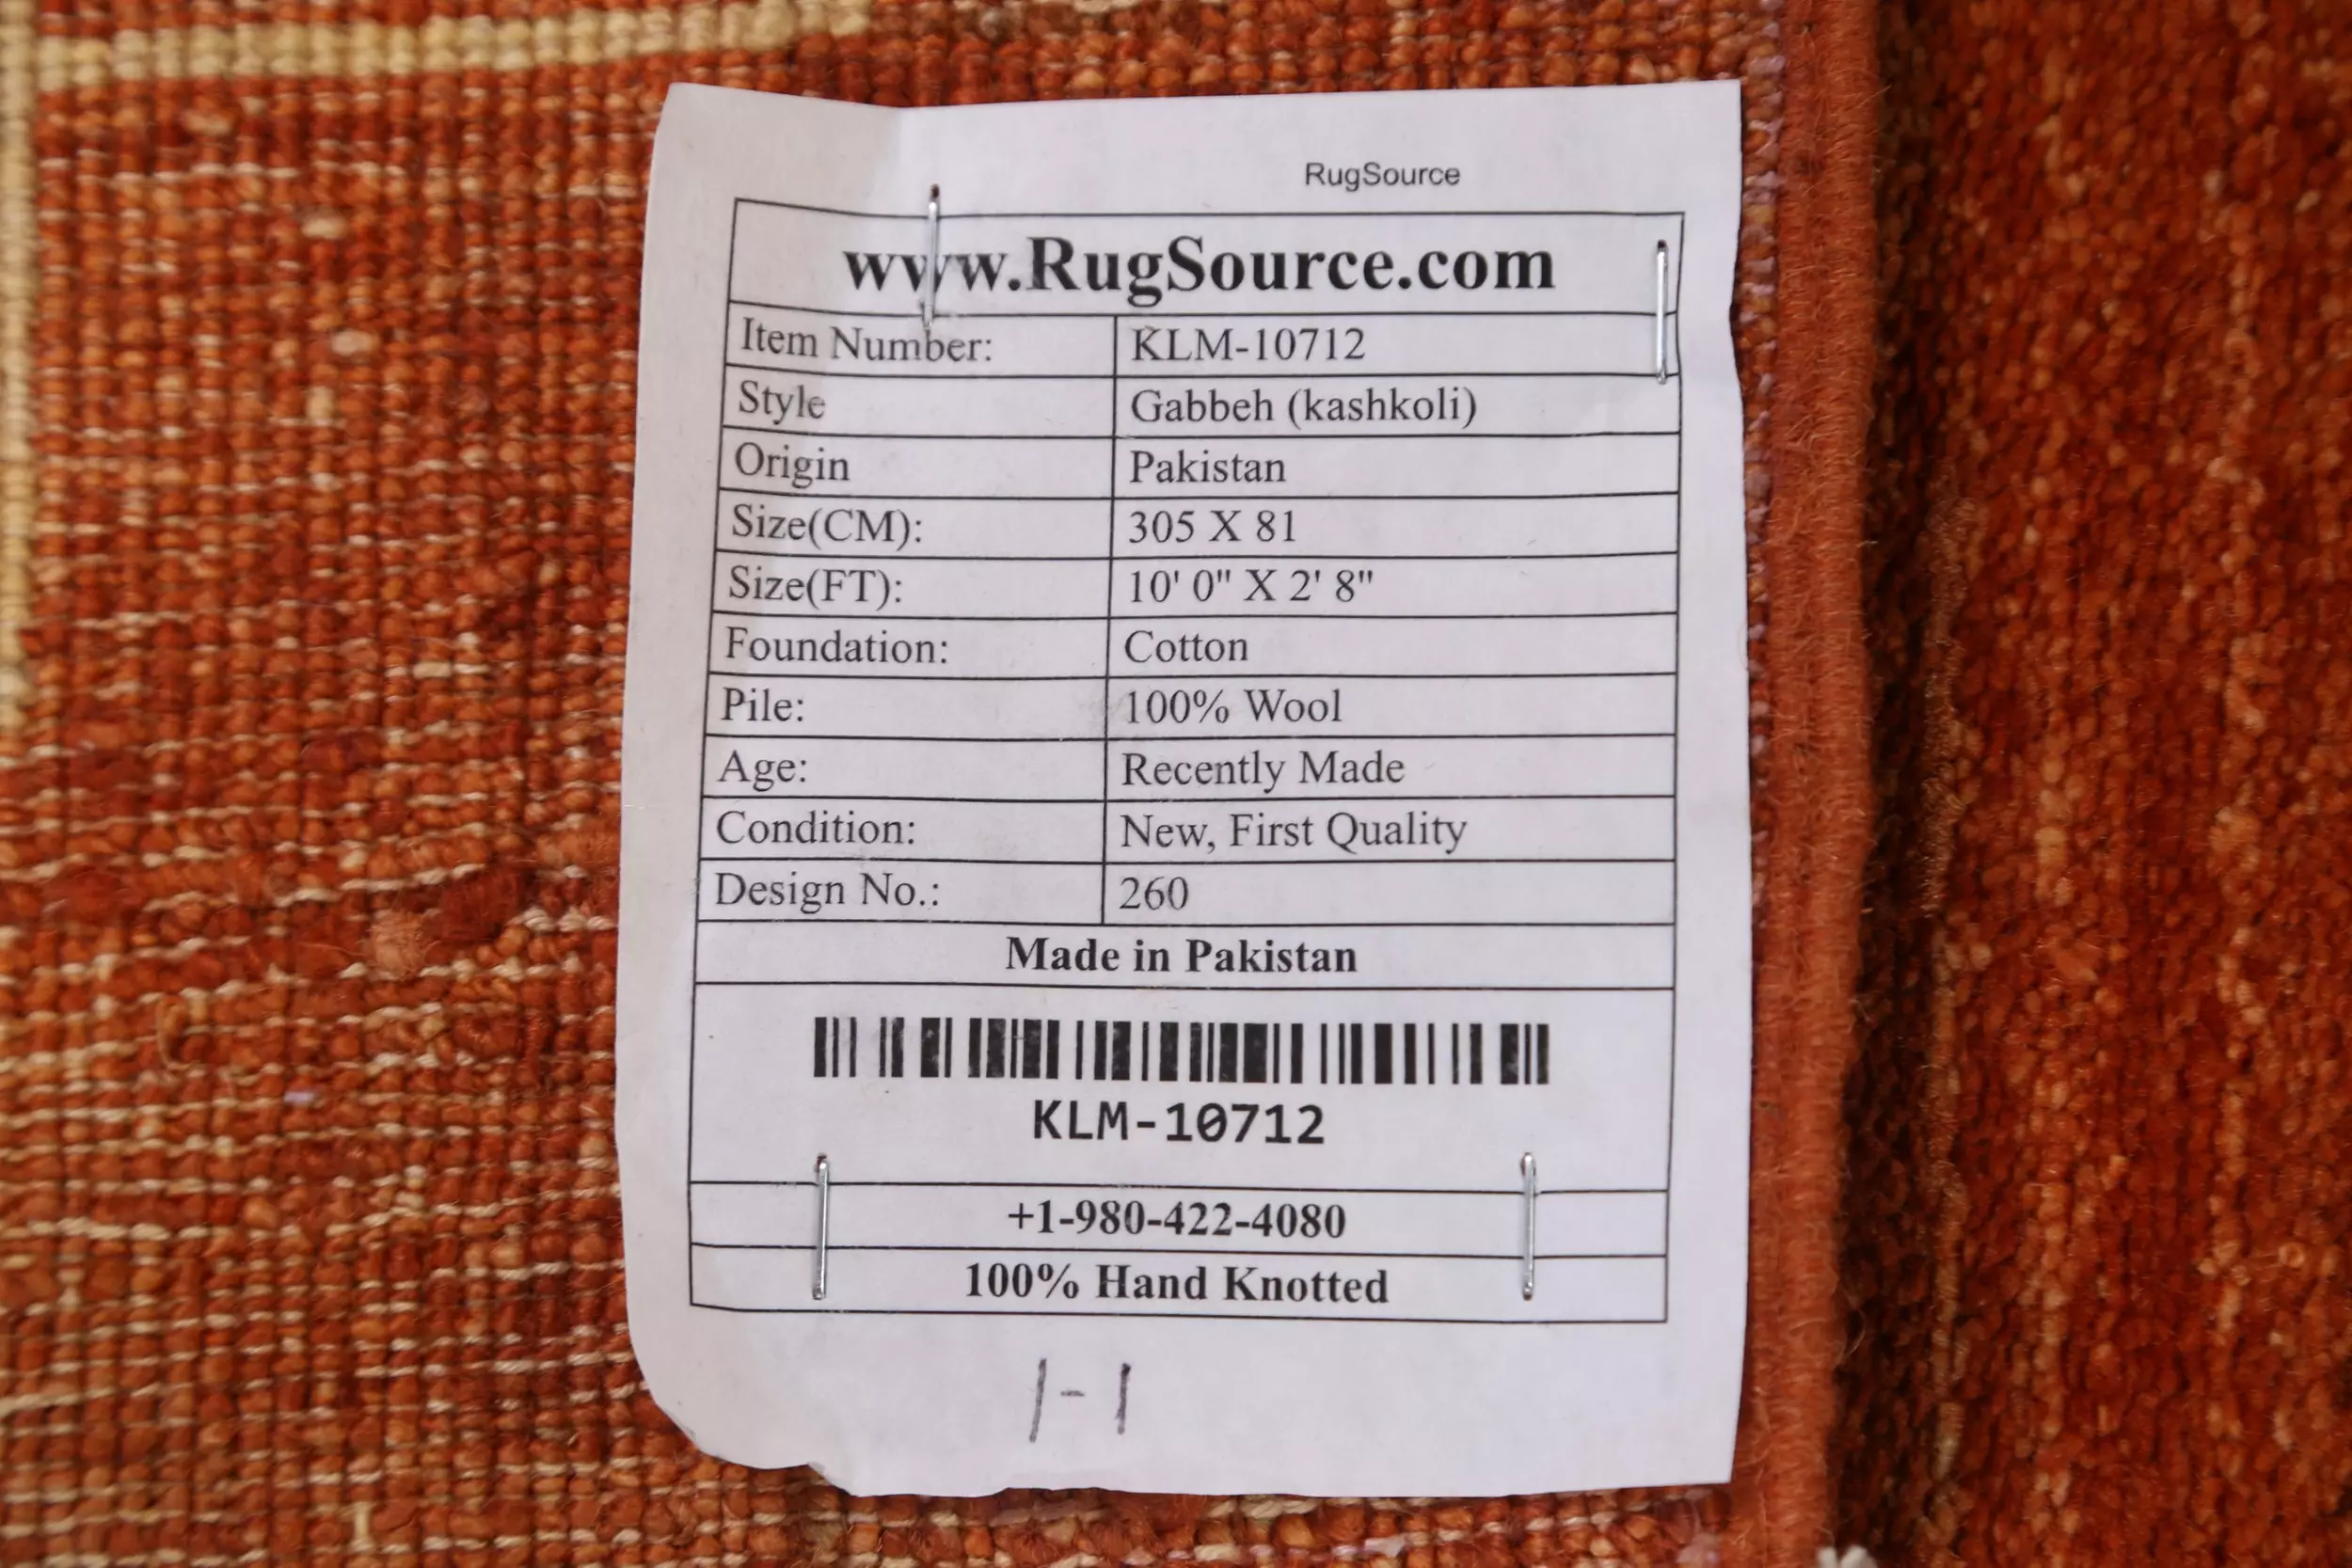 RugSource
www.RugSource.com
Item Number: KLM-10712
Style Gabbeh (kashkoli)
Origin Pakistan
Size(CM): 305 X 81
Size(FT): 10' 0" X 2' 8"
Foundation: Cotton
Pile: 100% Wool
Age: Recently Made
Condition: New, First Quality
Design No.: 260
Made in Pakistan
KLM-10712
+1-980-422-4080
100% Hand Knotted
1-1